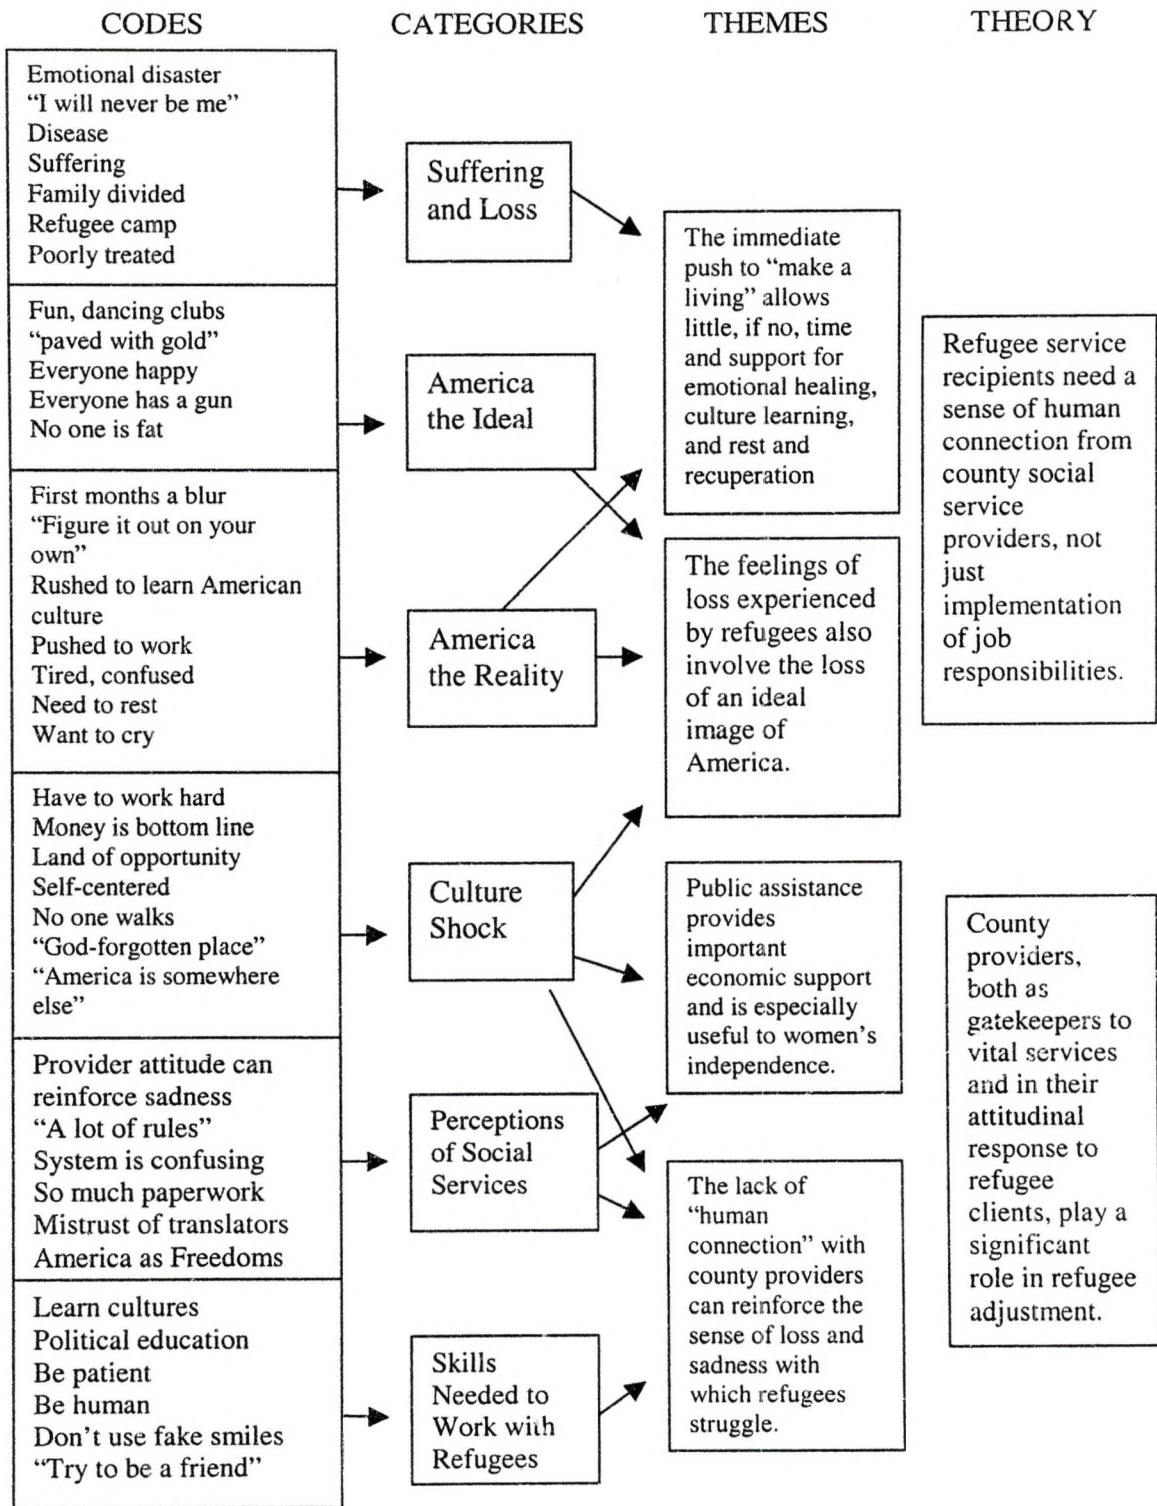 CODES
CATEGORIES
THEMES
THEORY
Emotional disaster
“I will never be me”
Disease
Suffering
Family divided
Refugee camp
Poorly treated
Fun, dancing clubs
“paved with gold”
Everyone happy
Everyone has a gun
No one is fat
First months a blur
“Figure it out on your
own”
Rushed to learn American
culture
Pushed to work
Tired, confused
Need to rest
Want to cry
Have to work hard
Money is bottom line
Land of opportunity
Self-centered
No one walks
“God-forgotten place”
“America is somewhere
else”
Provider attitude can
reinforce sadness
“A lot of rules”
System is confusing
So much paperwork
Mistrust of translators
America as Freedoms
Learn cultures
Political education
Be patient
Be human
Don’t use fake smiles
“Try to be a friend”
Suffering
and Loss
America
the Ideal
America
the Reality
Culture
Shock
Perceptions
of Social
Services
Skills
Needed to
Work with
Refugees
The immediate
push to “make a
living” allows
little, if no, time
and support for
emotional healing,
culture learning,
and rest and
recuperation
The feelings of
loss experienced
by refugees also
involve the loss
of an ideal
image of
America.
Public assistance
provides
important
economic support
and is especially
useful to women’s
independence.
The lack of
“human
connection” with
county providers
can reinforce the
sense of loss and
sadness with
which refugees
struggle.
Refugee service
recipients need a
sense of human
connection from
county social
service
providers, not
just
implementation
of job
responsibilities.
County
providers,
both as
gatekeepers to
vital services
and in their
attitudinal
response to
refugee
clients, play a
significant
role in refugee
adjustment.